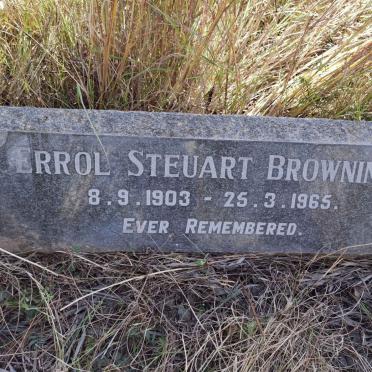 ERROL STEUART BROWNIN
8.9.1903 - 25.3.1965.
EVER REMEMBERED.